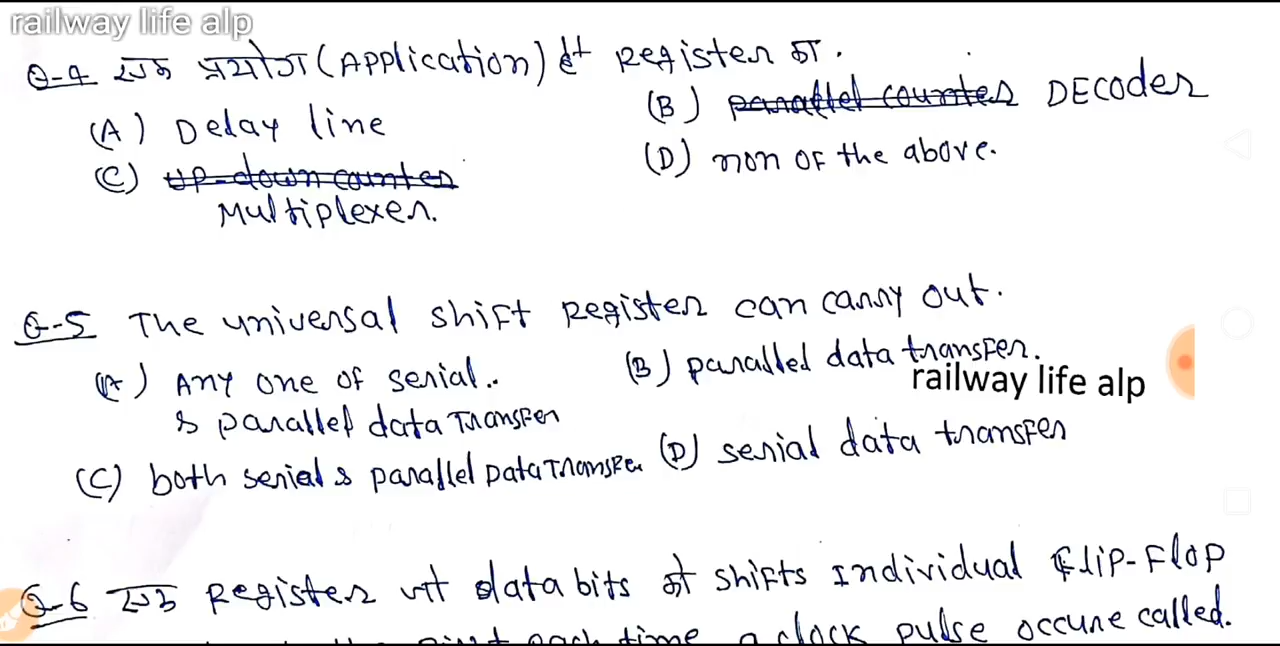 railway life alp
Q-4 एक प्रयोग (Application) है Register का.
(A) Delay line
(B) parallel counter DECODER
(C) up-down counter
Multiplexer.
(D) non OF the above.
Q-5 The universal shift Register can carry out.
(A) Any one of serial..
& parallel data Transfer
(B) parallel data transfer.
railway life alp
(C) both serial & parallel Data Transfer
(D) serial data transfer
Q-6 एक Register जो data bits को shifts Individual flip-flop
each time a clock pulse occure called.